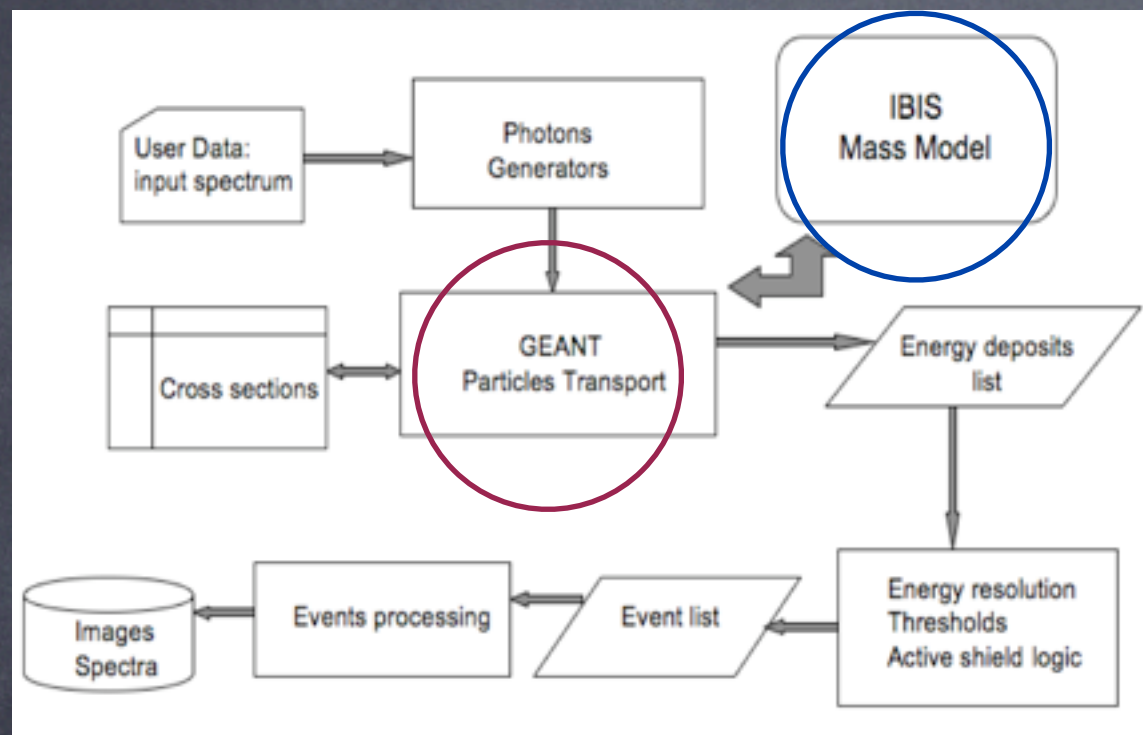 User Data:
input spectrum
Photons
Generators
IBIS
Mass Model
Cross sections
GEANT
Particles Transport
Energy deposits
list
Images
Spectra
Events processing
Event list
Energy resolution
Thresholds
Active shield logic